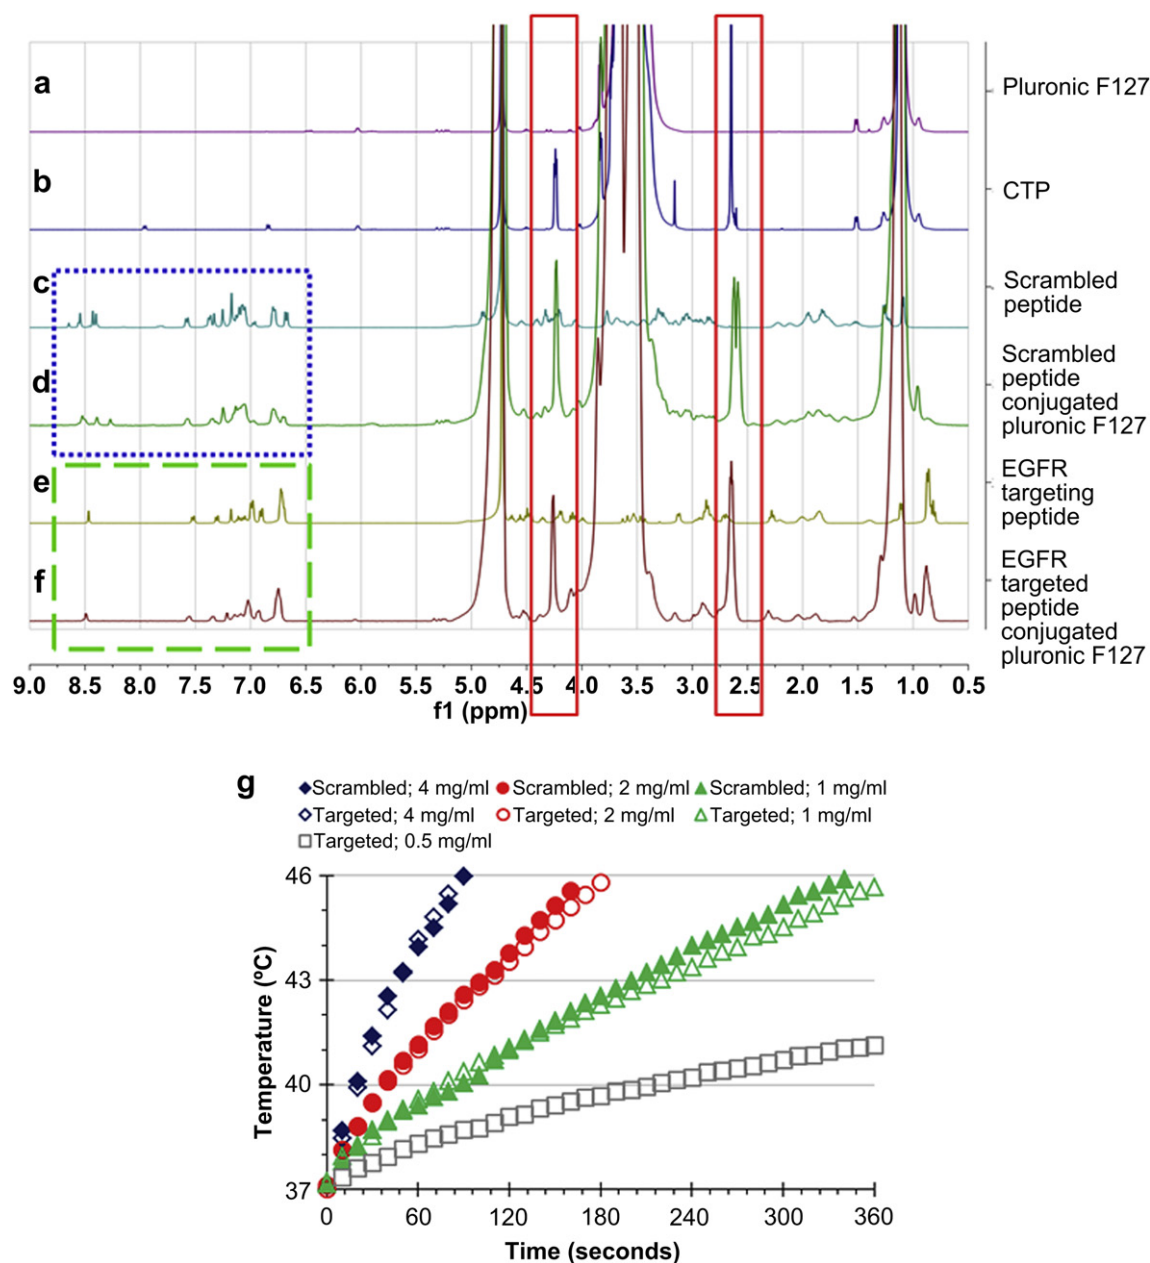 a
Pluronic F127
b
CTP
c
Scrambled
peptide
d
Scrambled
peptide
conjugated
pluronic F127
e
EGFR
targeting
peptide
f
EGFR
targeted
peptide
conjugated
pluronic F127
9.0 8.5 8.0 7.5 7.0 6.5 6.0 5.5 5.0 4.5 4.0 3.5 3.0 2.5 2.0 1.5 1.0 0.5
f1 (ppm)
g
Scrambled; 4 mg/ml Scrambled; 2 mg/ml Scrambled; 1 mg/ml
Targeted; 4 mg/ml Targeted; 2 mg/ml Targeted; 1 mg/ml
Targeted; 0.5 mg/ml
46
43
40
37
Temperature (ºC)
0 60 120 180 240 300 360
Time (seconds)